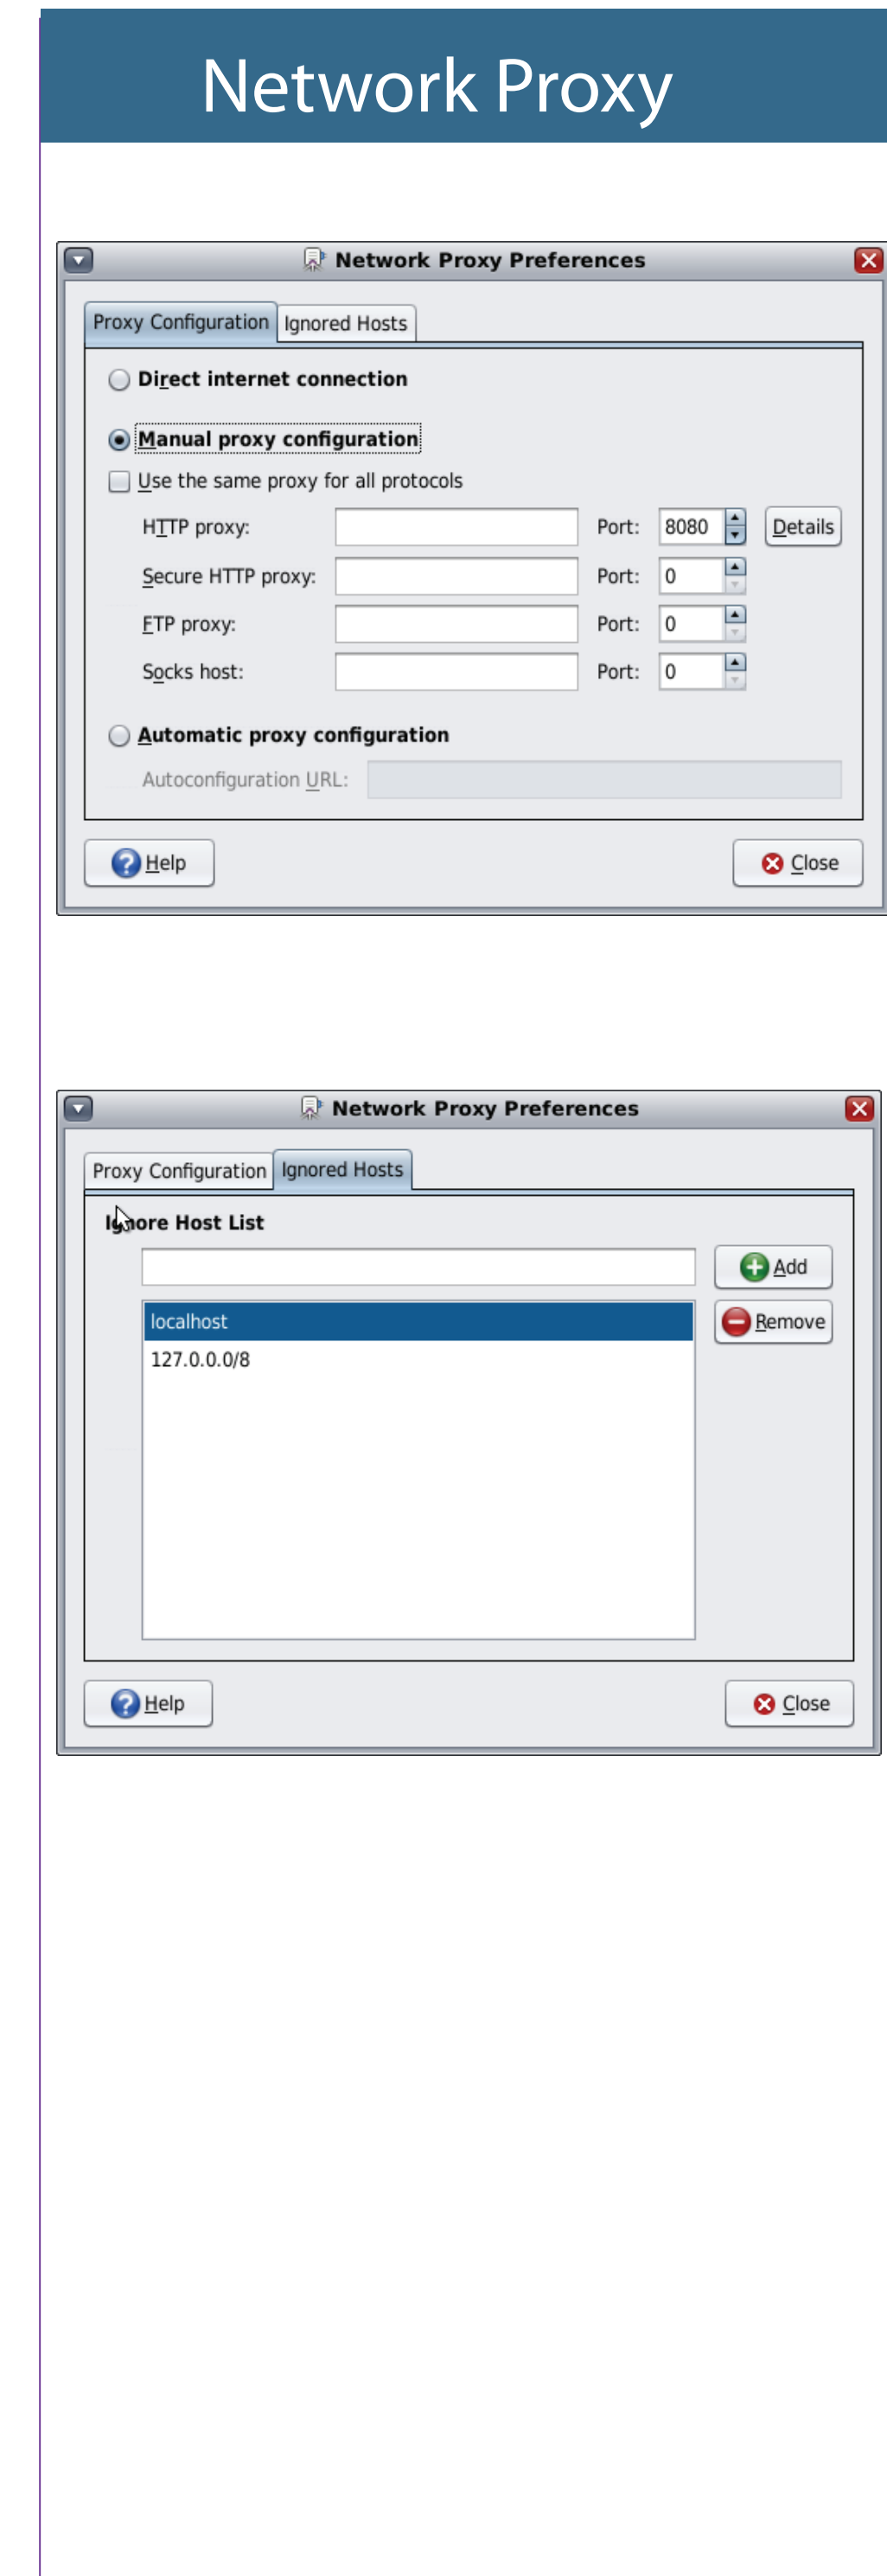 Network Proxy
Network Proxy Preferences
Proxy Configuration Ignored Hosts
Direct internet connection
Manual proxy configuration
Use the same proxy for all protocols
HTTP proxy: Port: 8080 Details
Secure HTTP proxy: Port: 0
FTP proxy: Port: 0
Socks host: Port: 0
Automatic proxy configuration
Autoconfiguration URL:
Help Close
Network Proxy Preferences
Proxy Configuration Ignored Hosts
Ignore Host List
Add
localhost Remove
127.0.0.0/8
Help Close